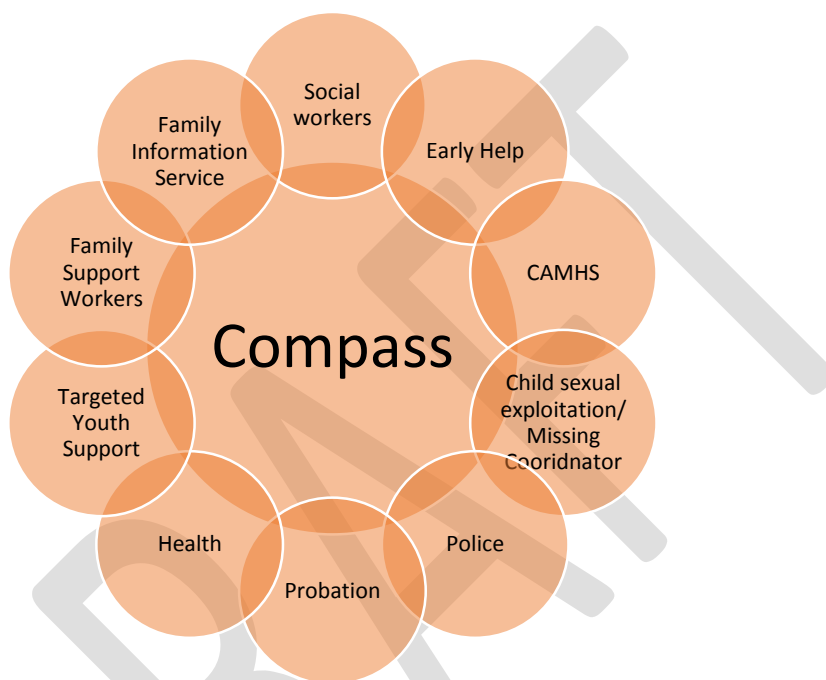 Social
workers
Early Help
CAMHS
Child sexual
exploitation/
Missing
Cooridnator
Police
Probation
Health
Targeted
Youth
Support
Family
Support
Workers
Family
Information
Service
Compass
DRAFT